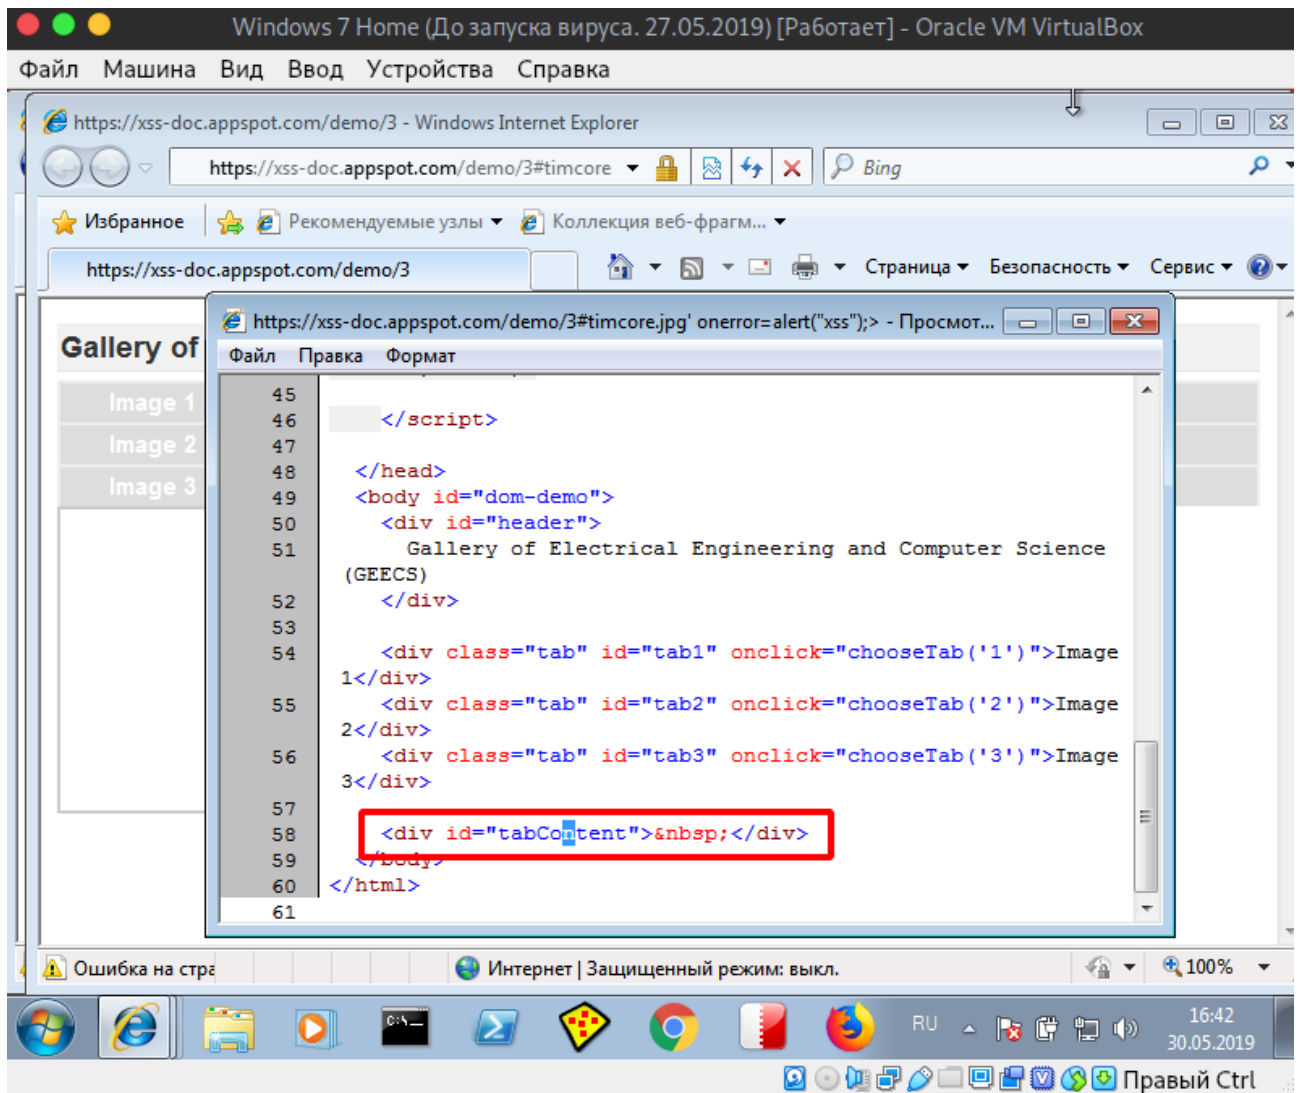 Windows 7 Home (До запуска вируса. 27.05.2019) [Работает] - Oracle VM VirtualBox
Файл Машина Вид Ввод Устройства Справка
https://xss-doc.appspot.com/demo/3 - Windows Internet Explorer
https://xss-doc.appspot.com/demo/3#timcore
Bing
Избранное Рекомендуемые узлы Коллекция веб-фрагм...
https://xss-doc.appspot.com/demo/3
Страница Безопасность Сервис
https://xss-doc.appspot.com/demo/3#timcore.jpg' onerror=alert("xss");> - Просмот...
Gallery of
Файл Правка Формат
Image 1
Image 2
Image 3
45
46 </script>
47
48 </head>
49 <body id="dom-demo">
50 <div id="header">
51 Gallery of Electrical Engineering and Computer Science
(GEECS)
52 </div>
53
54 <div class="tab" id="tab1" onclick="chooseTab('1')">Image
1</div>
55 <div class="tab" id="tab2" onclick="chooseTab('2')">Image
2</div>
56 <div class="tab" id="tab3" onclick="chooseTab('3')">Image
3</div>
57
58 <div id="tabContent">&nbsp;</div>
59 </body>
60 </html>
61
Ошибка на стра
Интернет | Защищенный режим: выкл.
100%
C:\_
RU
16:42
30.05.2019
Правый Ctrl